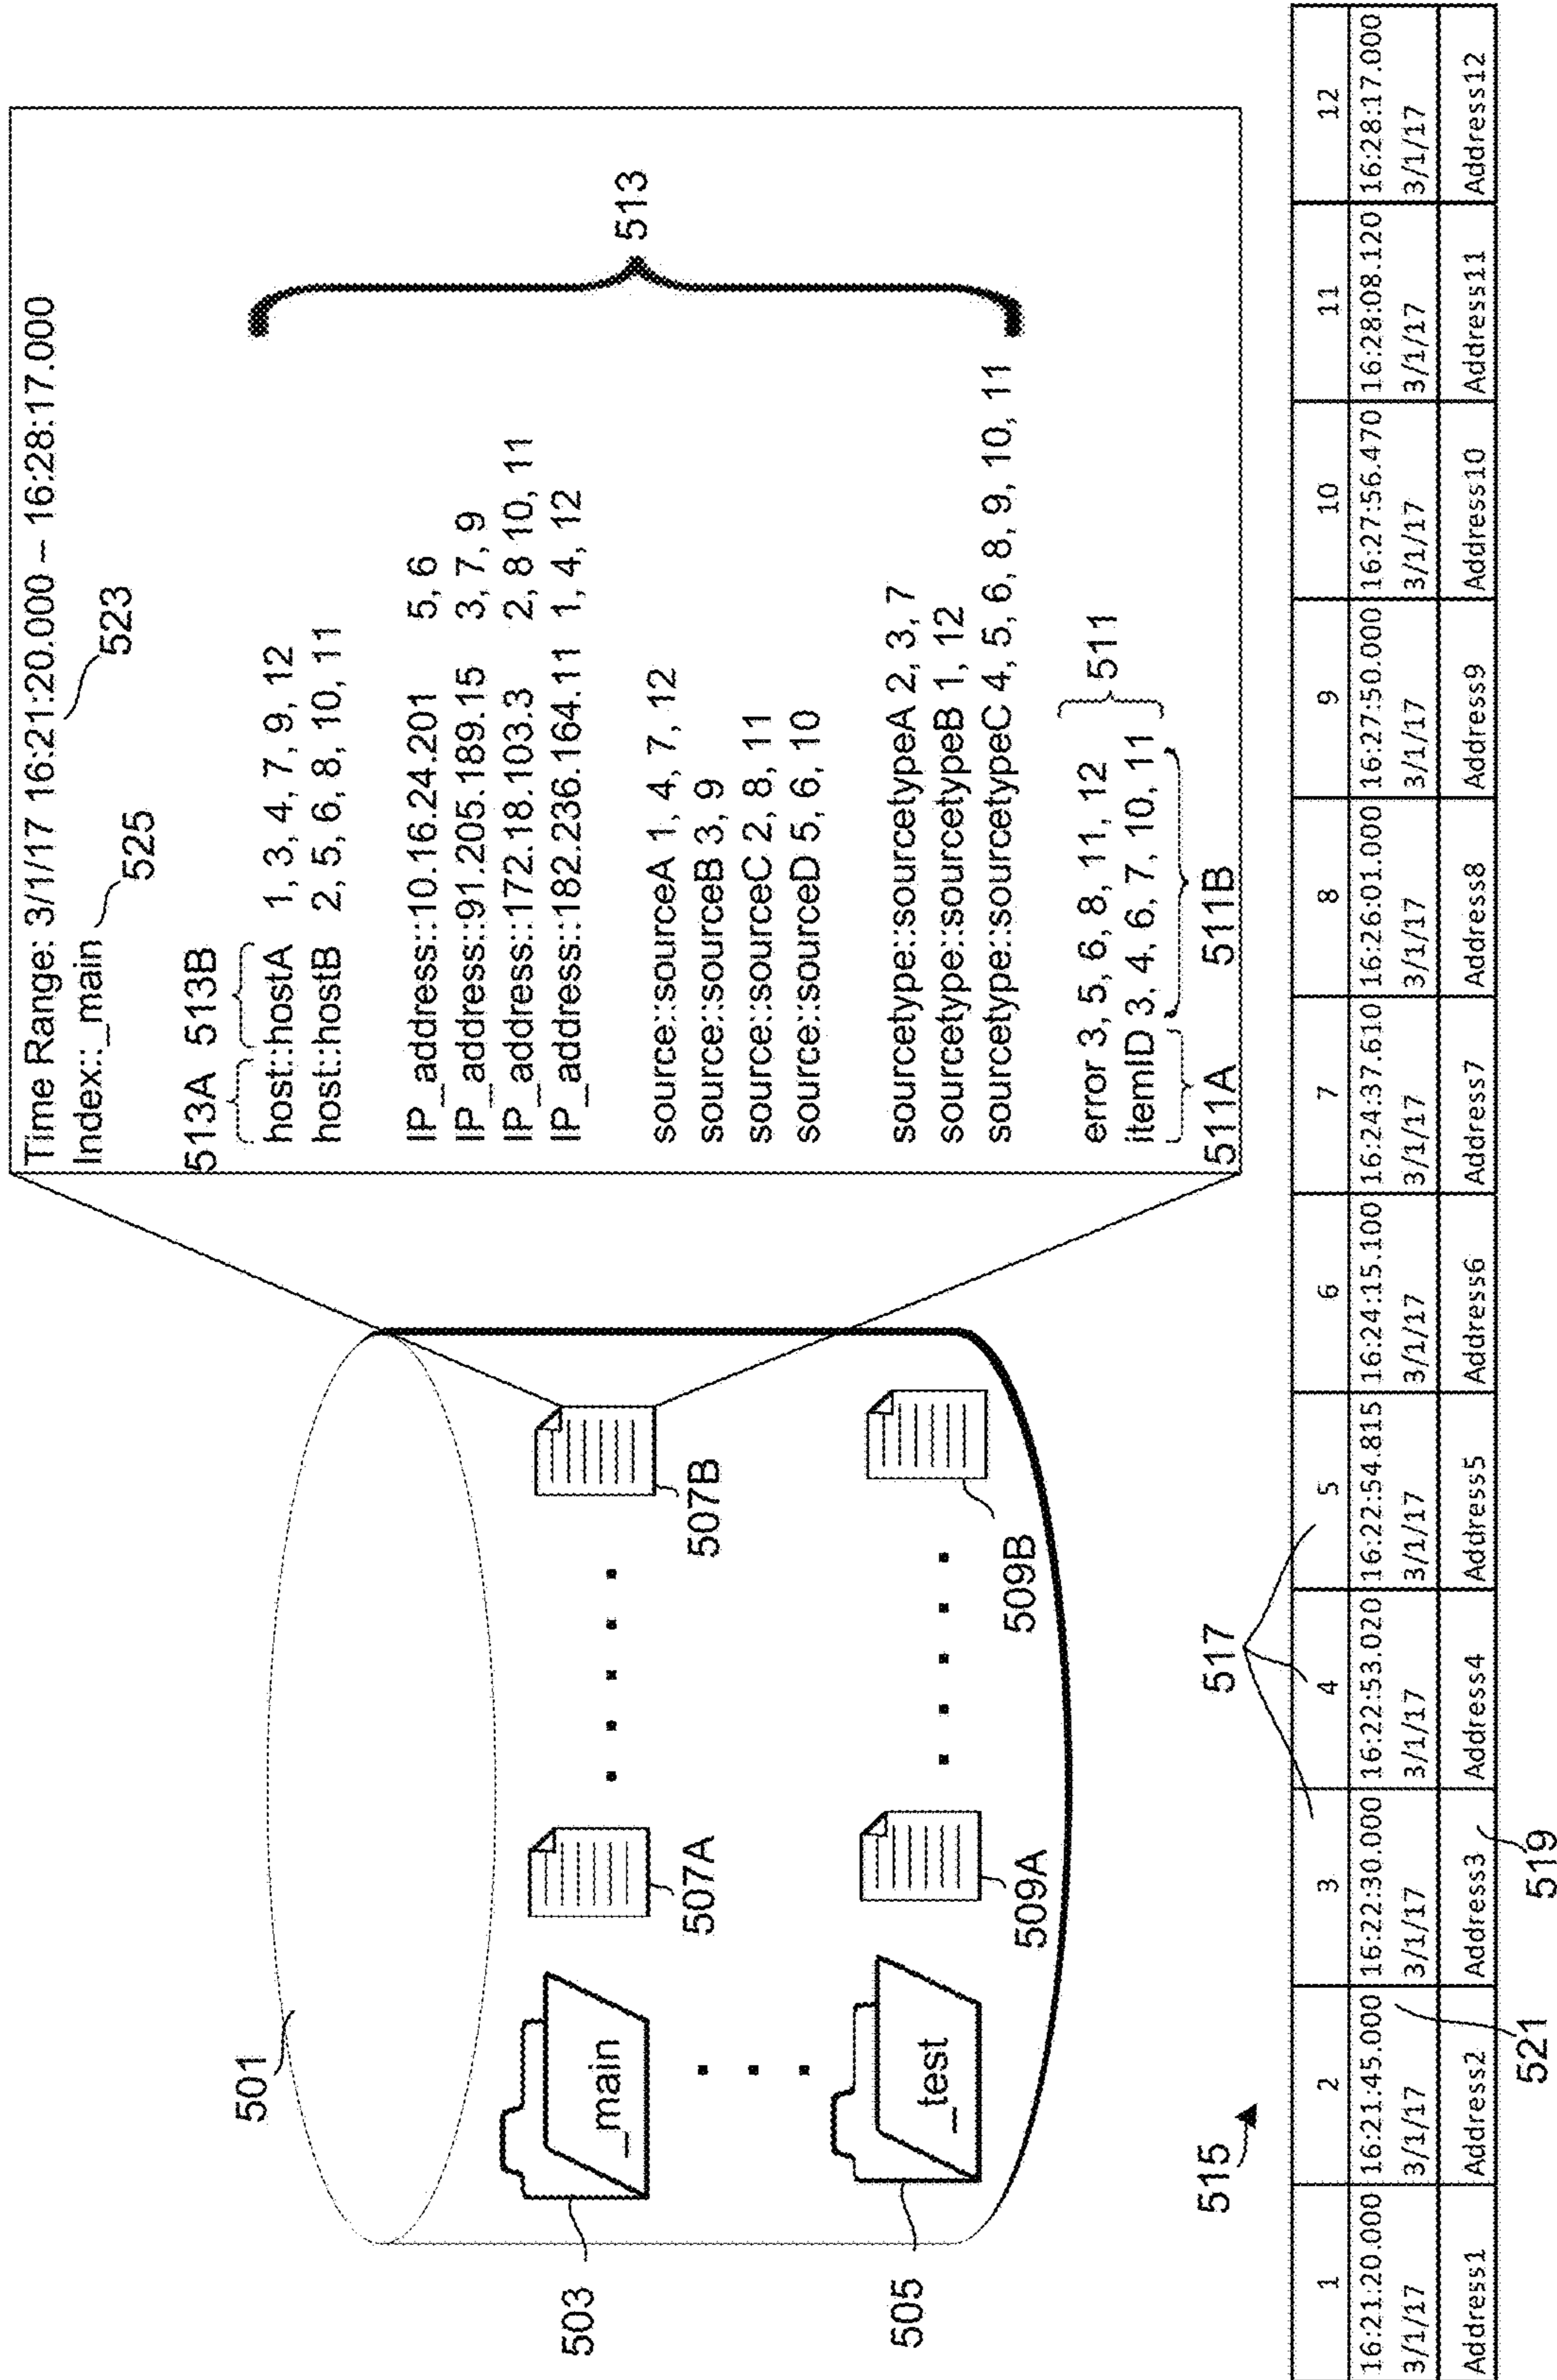 501
503
_main
507A
507B
505
_test
509A
509B
Time Range: 3/1/17 16:21:20.000 – 16:28:17.000
523
Index::_main
525
513A 513B
host::hostA 1, 3, 4, 7, 9, 12
host::hostB 2, 5, 6, 8, 10, 11
IP_address::10.16.24.201 5, 6
IP_address::91.205.189.15 3, 7, 9
IP_address::172.18.103.3 2, 8 10, 11
IP_address::182.236.164.11 1, 4, 12
513
source::sourceA 1, 4, 7, 12
source::sourceB 3, 9
source::sourceC 2, 8, 11
source::sourceD 5, 6, 10
sourcetype::sourcetypeA 2, 3, 7
sourcetype::sourcetypeB 1, 12
sourcetype::sourcetypeC 4, 5, 6, 8, 9, 10, 11
error 3, 5, 6, 8, 11, 12
itemID 3, 4, 6, 7, 10, 11
511
511A 511B
515
517
1 2 3 4 5 6 7 8 9 10 11 12
16:21:20.000 16:21:45.000 16:22:30.000 16:22:53.020 16:22:54.815 16:24:15.100 16:24:37.610 16:26:01.000 16:27:50.000 16:27:56.470 16:28:08.120 16:28:17.000
3/1/17 3/1/17 3/1/17 3/1/17 3/1/17 3/1/17 3/1/17 3/1/17 3/1/17 3/1/17 3/1/17 3/1/17
Address1 Address2 Address3 Address4 Address5 Address6 Address7 Address8 Address9 Address10 Address11 Address12
521
519